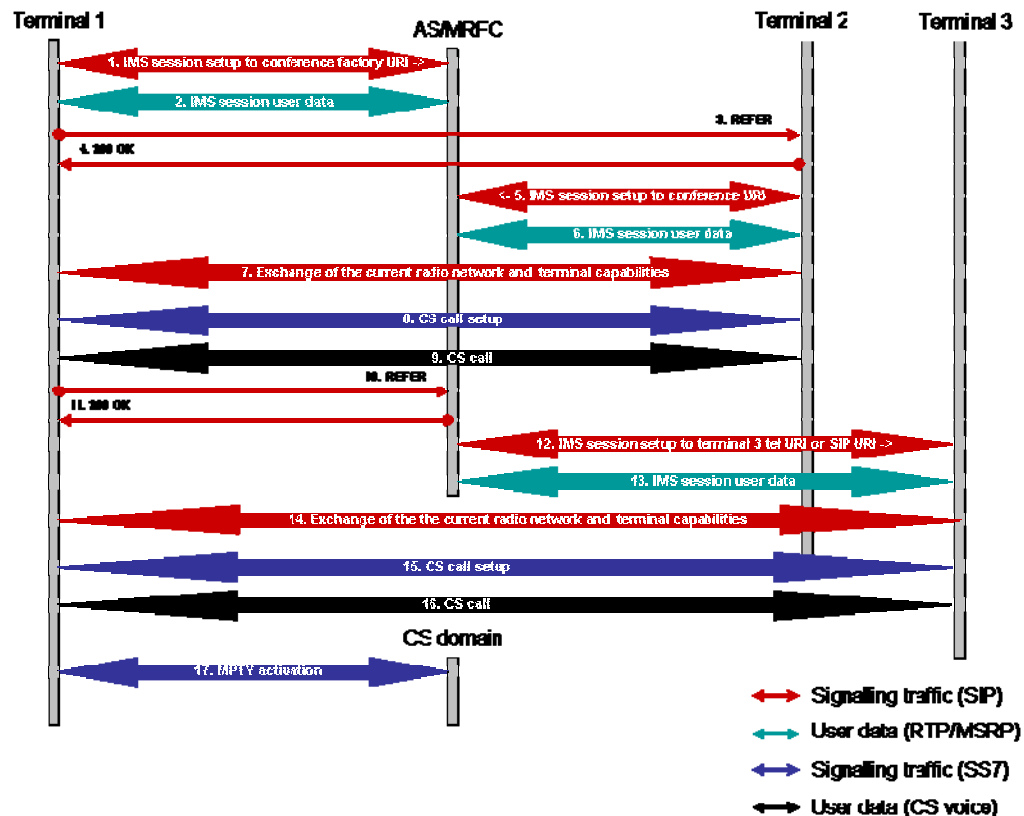 Terminal 1
AS/MRFC
Terminal 2
Terminal 3
1. IMS session setup to conference factory URI ->
2. IMS session user data
3. REFER
4. 200 OK
<- 5. IMS session setup to conference URI
6. IMS session user data
7. Exchange of the current radio network and terminal capabilities
8. CS call setup
9. CS call
10. REFER
11. 200 OK
12. IMS session setup to terminal 3 tel URI or SIP URI ->
13. IMS session user data
14. Exchange of the the current radio network and terminal capabilities
15. CS call setup
16. CS call
CS domain
17. MPTY activation
Signalling traffic (SIP)
User data (RTP/MSRP)
Signalling traffic (SS7)
User data (CS voice)